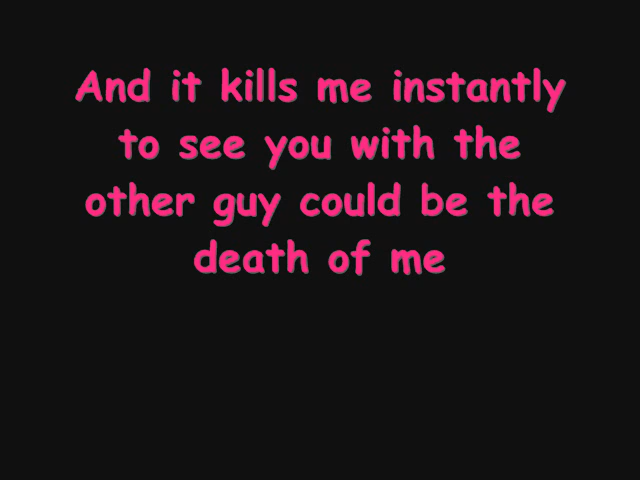 And it kills me instantly
to see you with the
other guy could be the
death of me